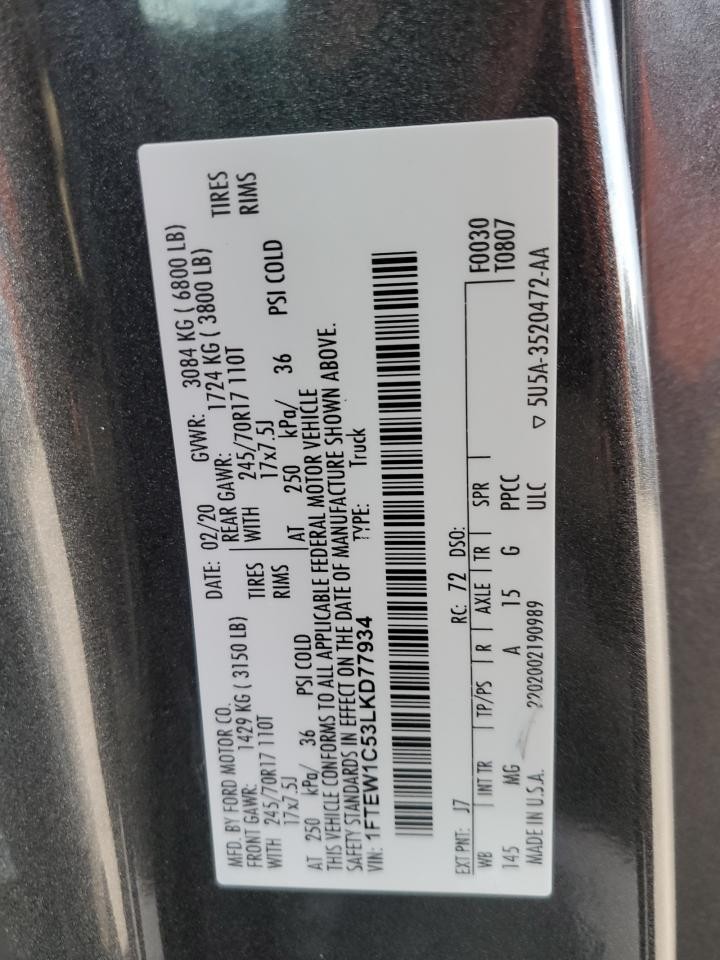 MFD. BY FORD MOTOR CO.
DATE: 02/20 GVWR: 3084 KG ( 6800 LB)
FRONT GAWR: 1429 KG ( 3150 LB) REAR GAWR: 1724 KG ( 3800 LB)
WITH 245/70R17 110T TIRES WITH 245/70R17 110T TIRES
17x7.5J RIMS 17x7.5J RIMS
AT 250 kPa/ 36 PSI COLD AT 250 kPa/ 36 PSI COLD
THIS VEHICLE CONFORMS TO ALL APPLICABLE FEDERAL MOTOR VEHICLE
SAFETY STANDARDS IN EFFECT ON THE DATE OF MANUFACTURE SHOWN ABOVE.
VIN: 1FTEW1C53LKD77934 TYPE: Truck
EXT PNT: J7 RC: 72 DSO: F0030
WB INT TR TP/PS R AXLE TR SPR T0807
145 MG A 15 G PPCC
ULC
MADE IN U.S.A. ▽ 5U5A-3520472-AA